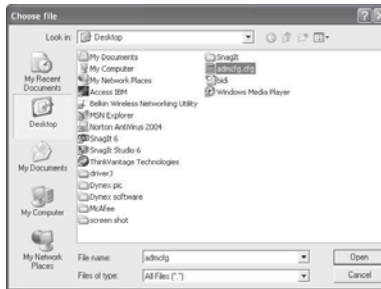 Choose file
Look in: Desktop
My Recent Documents
Desktop
My Documents
My Computer
My Network Places
My Documents
My Computer
My Network Places
Access IBM
Belkin Wireless Networking Utility
MSN Explorer
Norton AntiVirus 2004
SnagIt 6
SnagIt Studio 6
ThinkVantage Technologies
driverJ
Dynex pic
Dynex software
McAfee
screen shot
SnagIt
admcfg.cfg
bidi
Windows Media Player
File name: admcfg
Open
Files of type: All Files (*.*)
Cancel